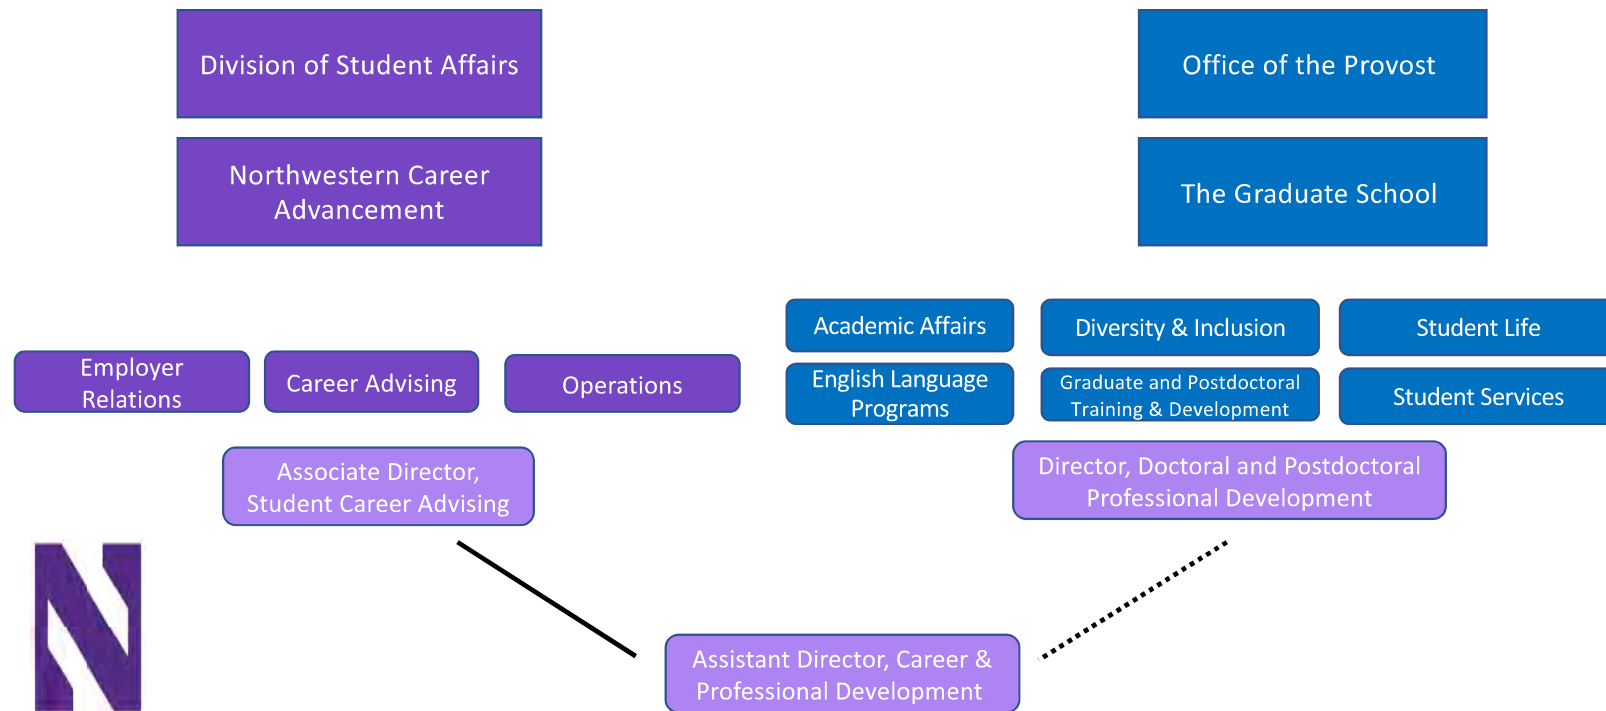 Division of Student Affairs
Office of the Provost
Northwestern Career
Advancement
The Graduate School
Employer
Relations
Career Advising
Operations
Academic Affairs
Diversity & Inclusion
Student Life
English Language
Programs
Graduate and Postdoctoral
Training & Development
Student Services
Associate Director,
Student Career Advising
Director, Doctoral and Postdoctoral
Professional Development
N
Assistant Director, Career &
Professional Development